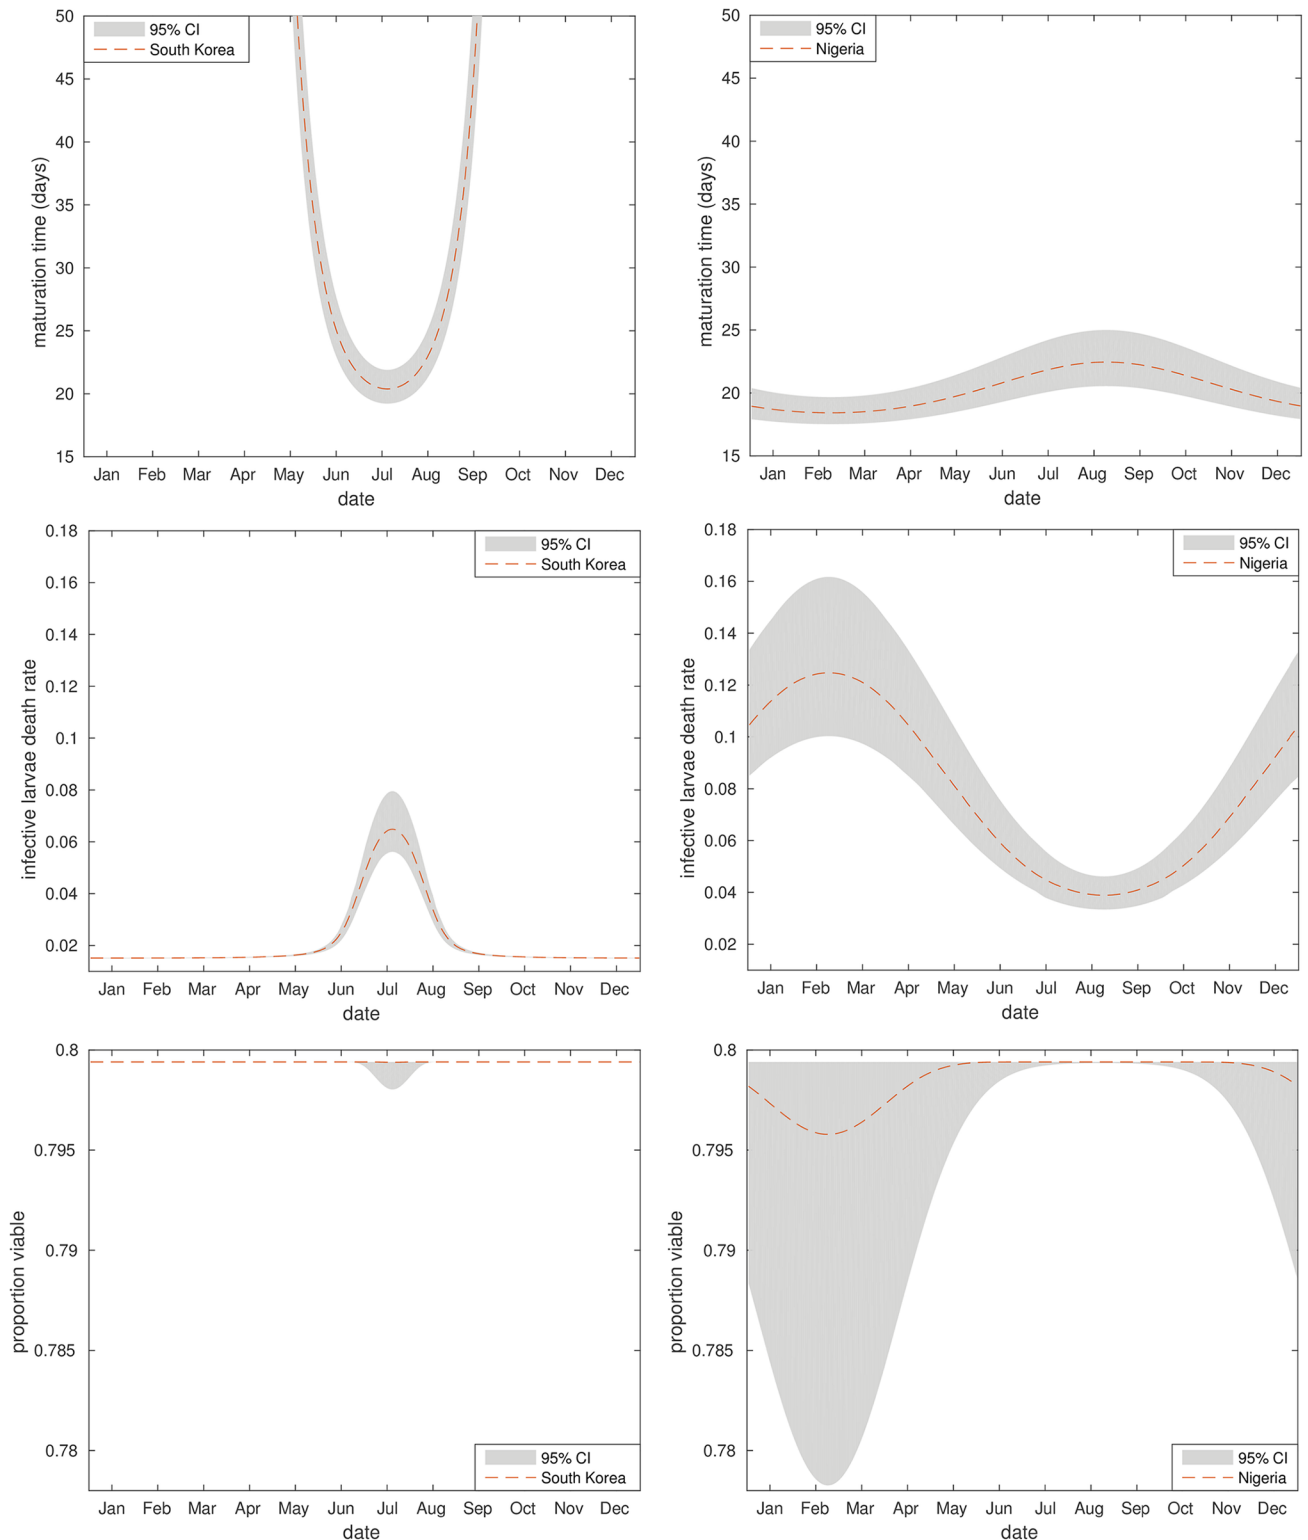 50
45
40
35
30
25
20
15
maturation time (days)
95% CI
South Korea
Jan Feb Mar Apr May Jun Jul Aug Sep Oct Nov Dec
date
50
45
40
35
30
25
20
15
maturation time (days)
95% CI
Nigeria
Jan Feb Mar Apr May Jun Jul Aug Sep Oct Nov Dec
date
0.18
0.16
0.14
0.12
0.1
0.08
0.06
0.04
0.02
infective larvae death rate
95% CI
South Korea
Jan Feb Mar Apr May Jun Jul Aug Sep Oct Nov Dec
date
0.18
0.16
0.14
0.12
0.1
0.08
0.06
0.04
0.02
infective larvae death rate
95% CI
Nigeria
Jan Feb Mar Apr May Jun Jul Aug Sep Oct Nov Dec
date
0.8
0.795
0.79
0.785
0.78
proportion viable
95% CI
South Korea
Jan Feb Mar Apr May Jun Jul Aug Sep Oct Nov Dec
date
0.8
0.795
0.79
0.785
0.78
proportion viable
95% CI
Nigeria
Jan Feb Mar Apr May Jun Jul Aug Sep Oct Nov Dec
date